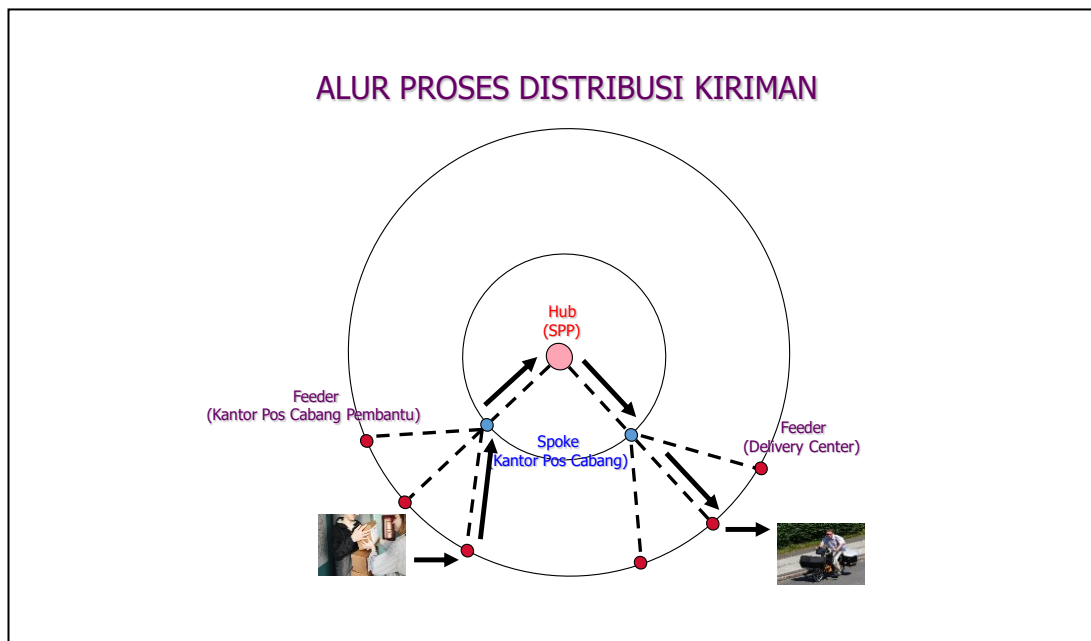 ALUR PROSES DISTRIBUSI KIRIMAN
Hub
(SPP)
Feeder
(Kantor Pos Cabang Pembantu)
Spoke
(Kantor Pos Cabang)
Feeder
(Delivery Center)